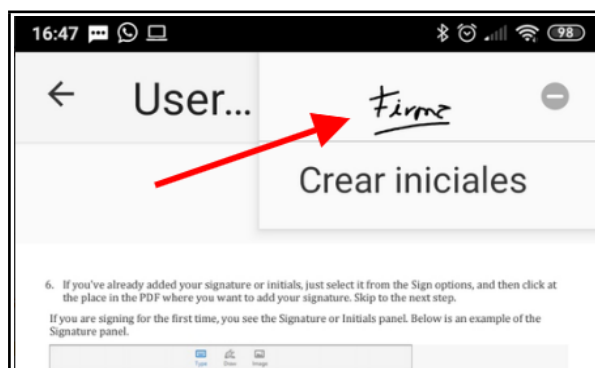 16:47 98
← User... Firma
Crear iniciales
6. If you've already added your signature or initials, just select it from the Sign options, and then click at
the place in the PDF where you want to add your signature. Skip to the next step.
If you are signing for the first time, you see the Signature or Initials panel. Below is an example of the
Signature panel.
Type Draw Image